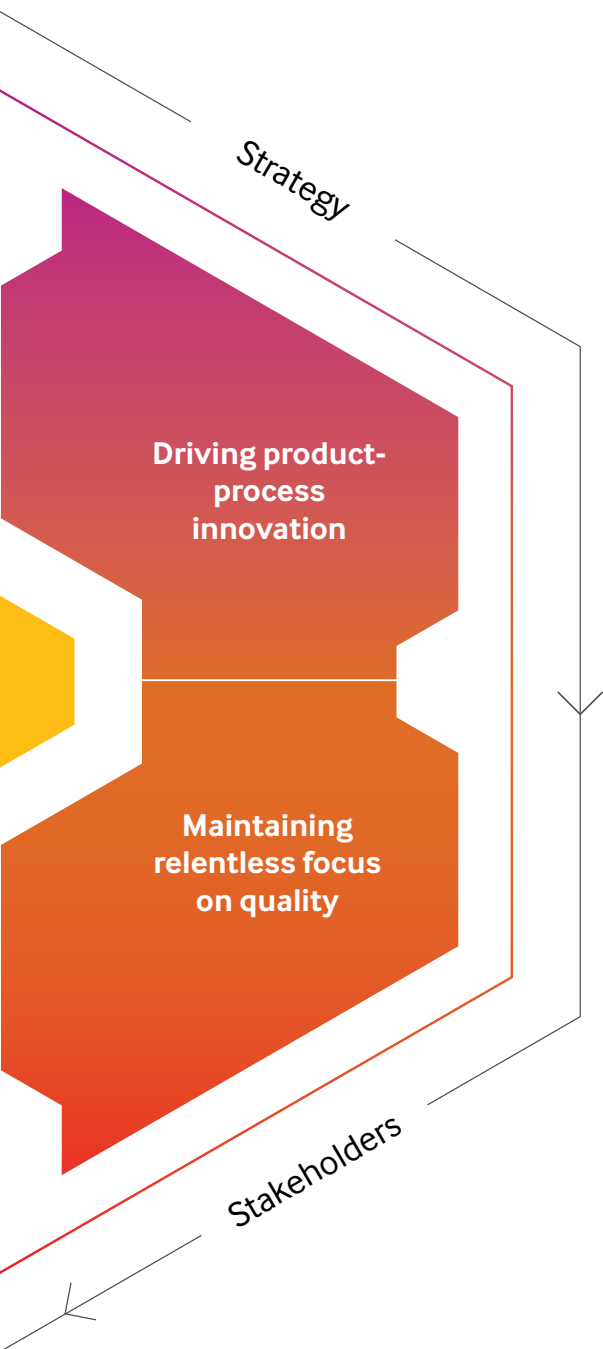 Strategy
Driving product-
process
innovation
Maintaining
relentless focus
on quality
Stakeholders